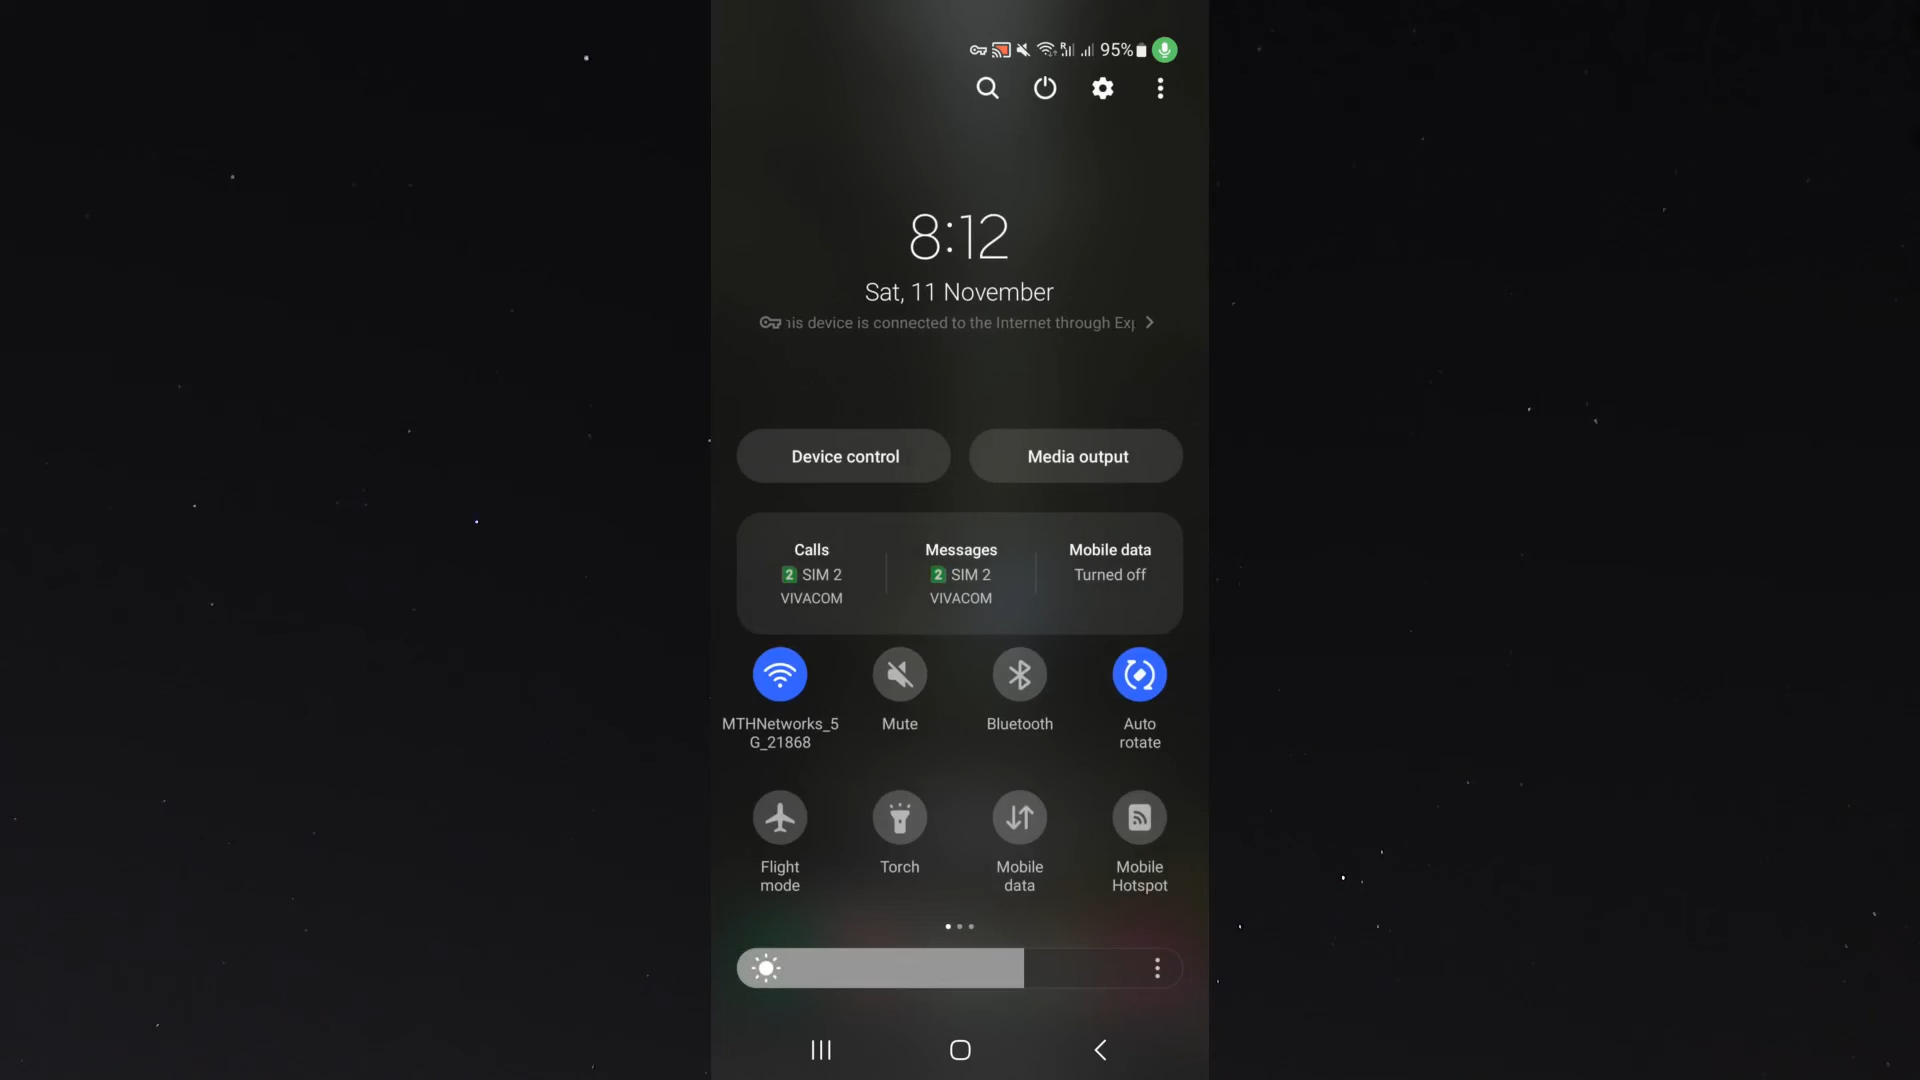 95%
8:12
Sat, 11 November
his device is connected to the Internet through Exp
Device control
Media output
Calls
2 SIM 2
VIVACOM
Messages
2 SIM 2
VIVACOM
Mobile data
Turned off
MTHNetworks_5
G_21868
Mute
Bluetooth
Auto
rotate
Flight
mode
Torch
Mobile
data
Mobile
Hotspot